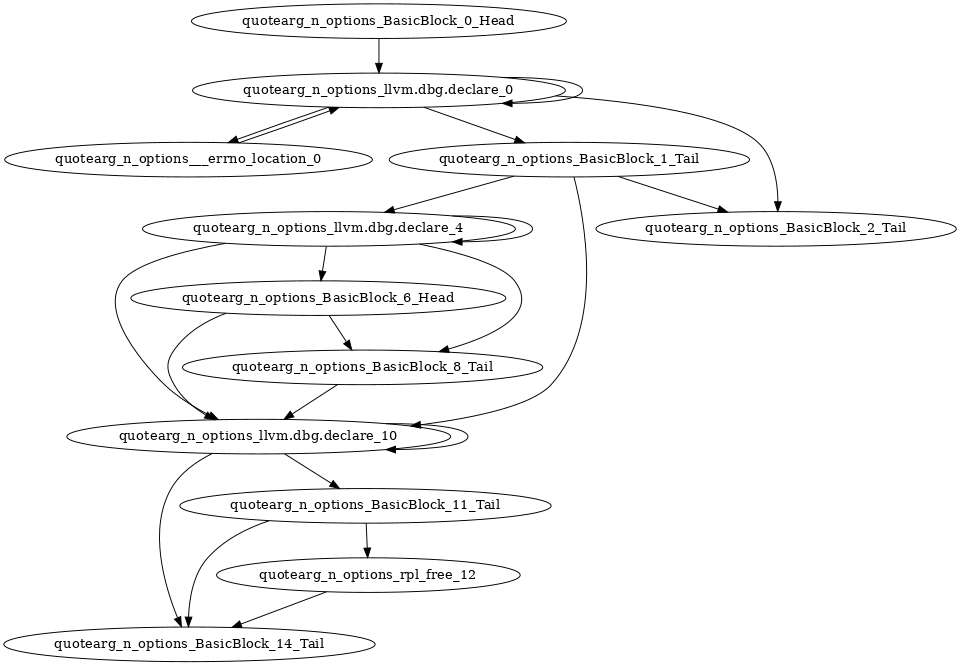 quotearg_n_options_BasicBlock_0_Head
quotearg_n_options_llvm.dbg.declare_0
quotearg_n_options___errno_location_0
quotearg_n_options_BasicBlock_1_Tail
quotearg_n_options_llvm.dbg.declare_4
quotearg_n_options_BasicBlock_2_Tail
quotearg_n_options_BasicBlock_6_Head
quotearg_n_options_BasicBlock_8_Tail
quotearg_n_options_llvm.dbg.declare_10
quotearg_n_options_BasicBlock_11_Tail
quotearg_n_options_rpl_free_12
quotearg_n_options_BasicBlock_14_Tail